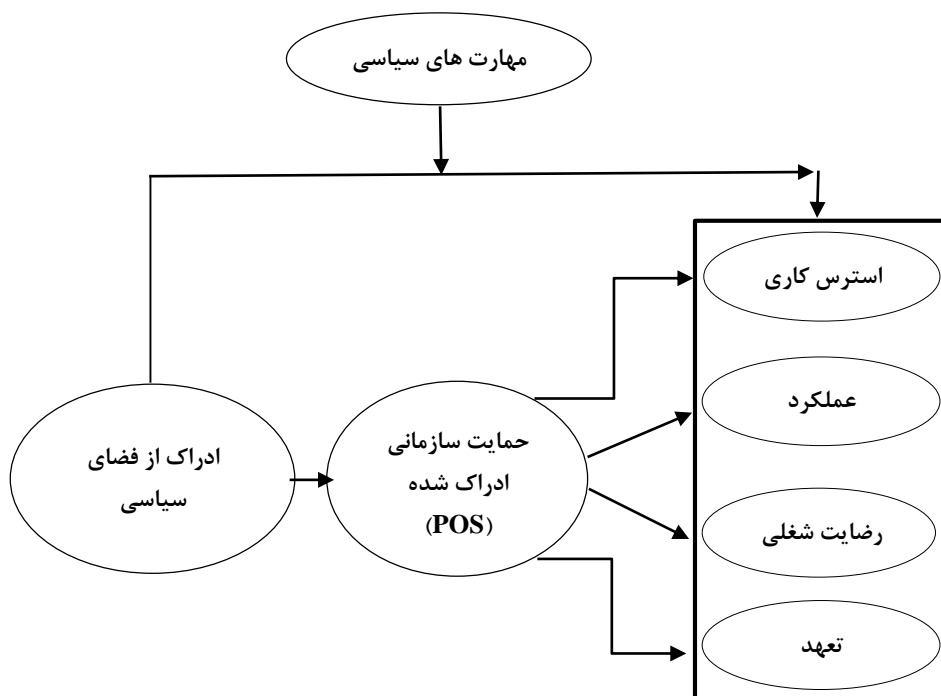 مهارت های سیاسی
استرس کاری
عملکرد
ادراک از فضای
سیاسی
حمایت سازمانی
ادراک شده
(POS)
رضایت شغلی
تعهد